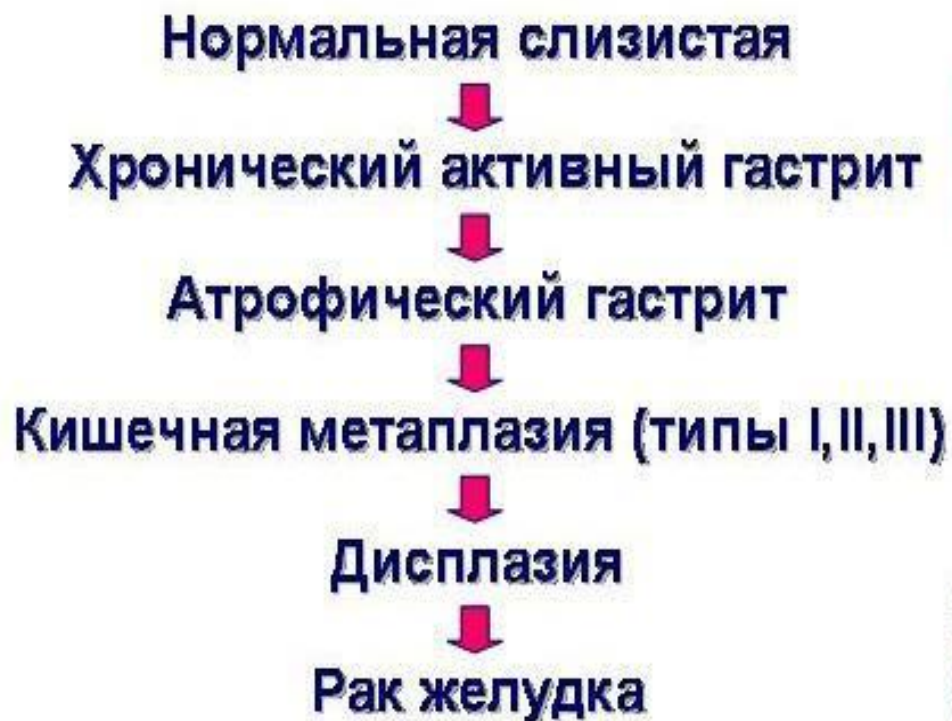 Нормальная слизистая
Хронический активный гастрит
Атрофический гастрит
Кишечная метаплазия (типы I,II,III)
Дисплазия
Рак желудка